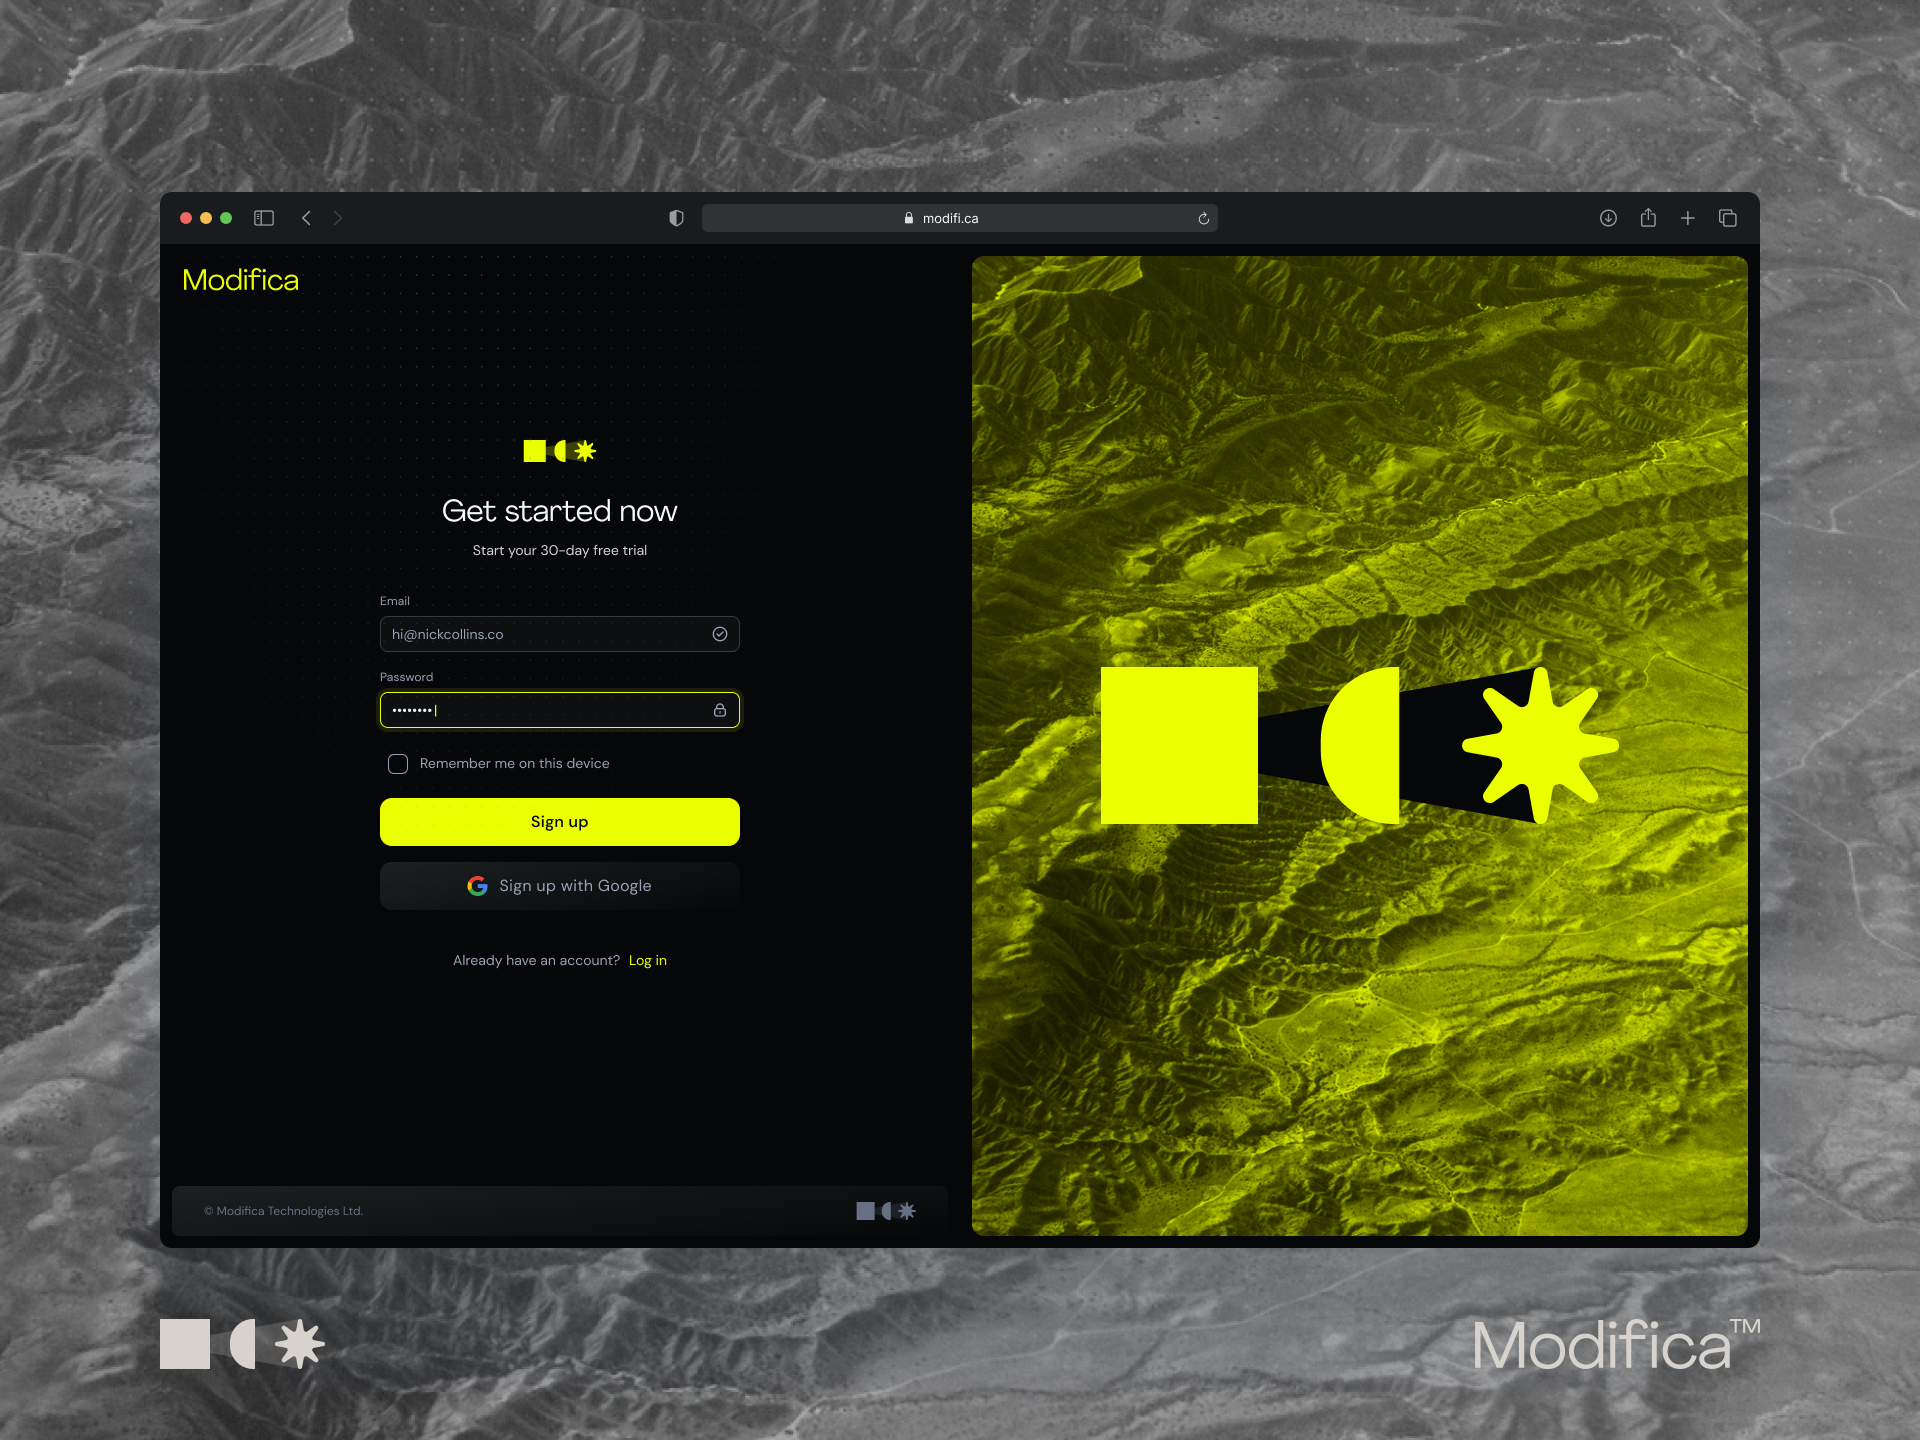 modifi.ca
Modifica
Get started now
Start your 30-day free trial
Email
hi@nickcollins.co
Password
••••••••
Remember me on this device
Sign up
Sign up with Google
Already have an account? Log in
© Modifica Technologies Ltd.
Modifica™